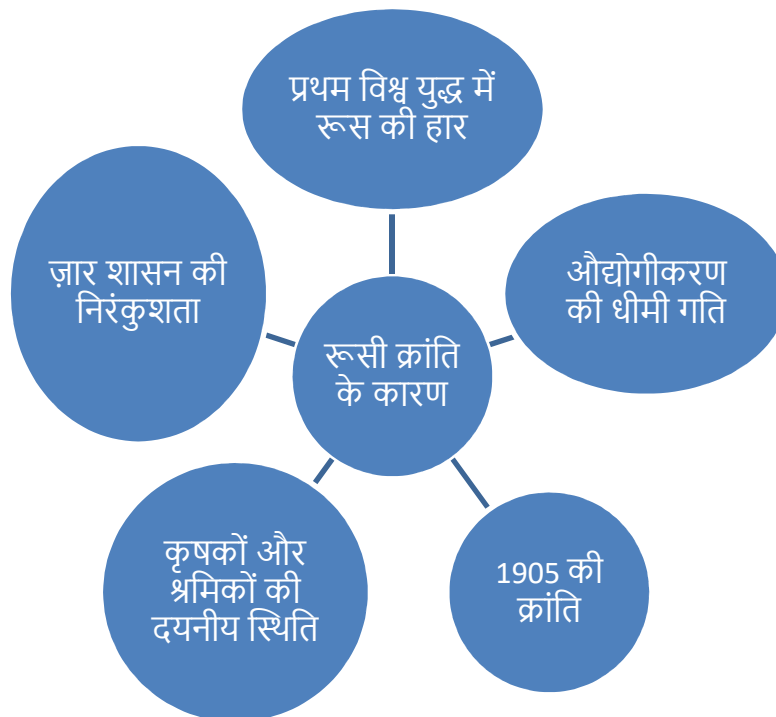 प्रथम विश्व युद्ध में
रूस की हार
औद्योगीकरण
की धीमी गति
1905 की
क्रांति
कृषकों और
श्रमिकों की
दयनीय स्थिति
ज़ार शासन की
निरंकुशता
रूसी क्रांति
के कारण